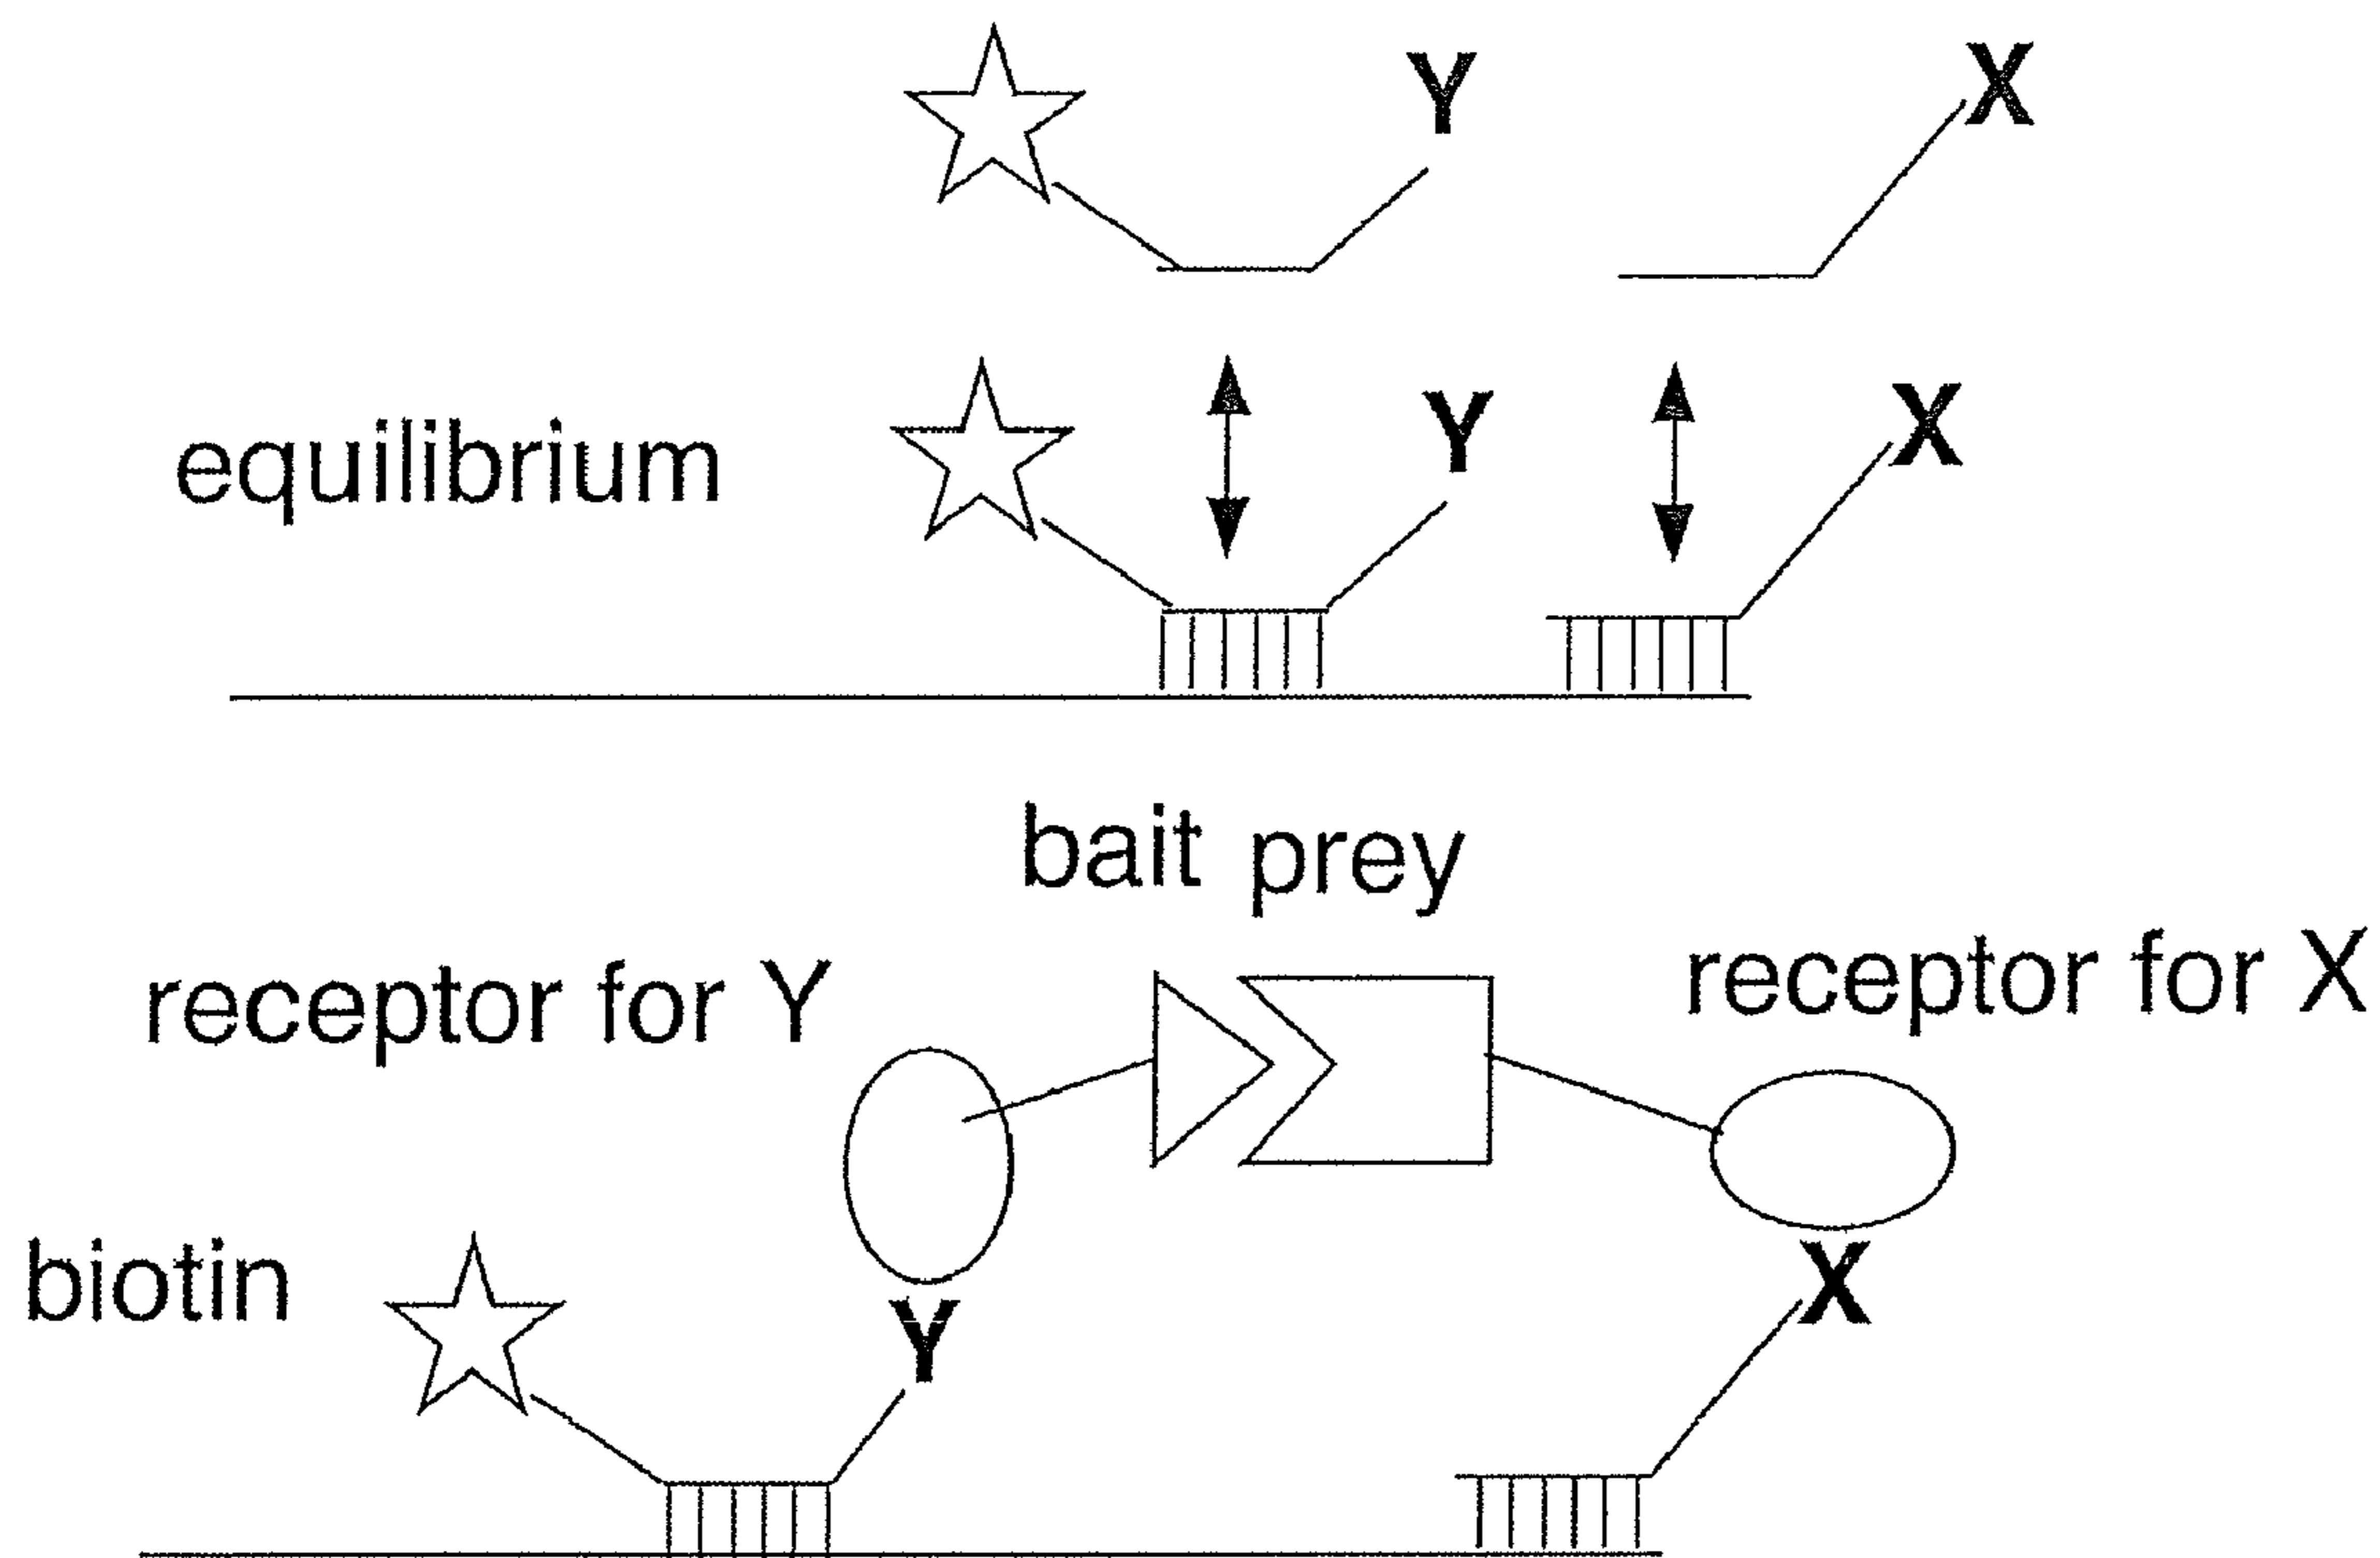 Y X
equilibrium Y X
bait prey
receptor for Y receptor for X
biotin Y X